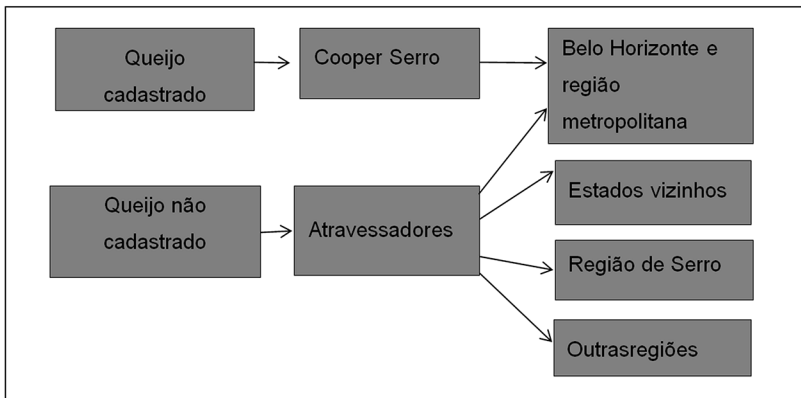 Queijo
cadastrado
Cooper Serro
Belo Horizonte e
região
metropolitana
Queijo não
cadastrado
Atravessadores
Estados vizinhos
Região de Serro
Outrasregiões